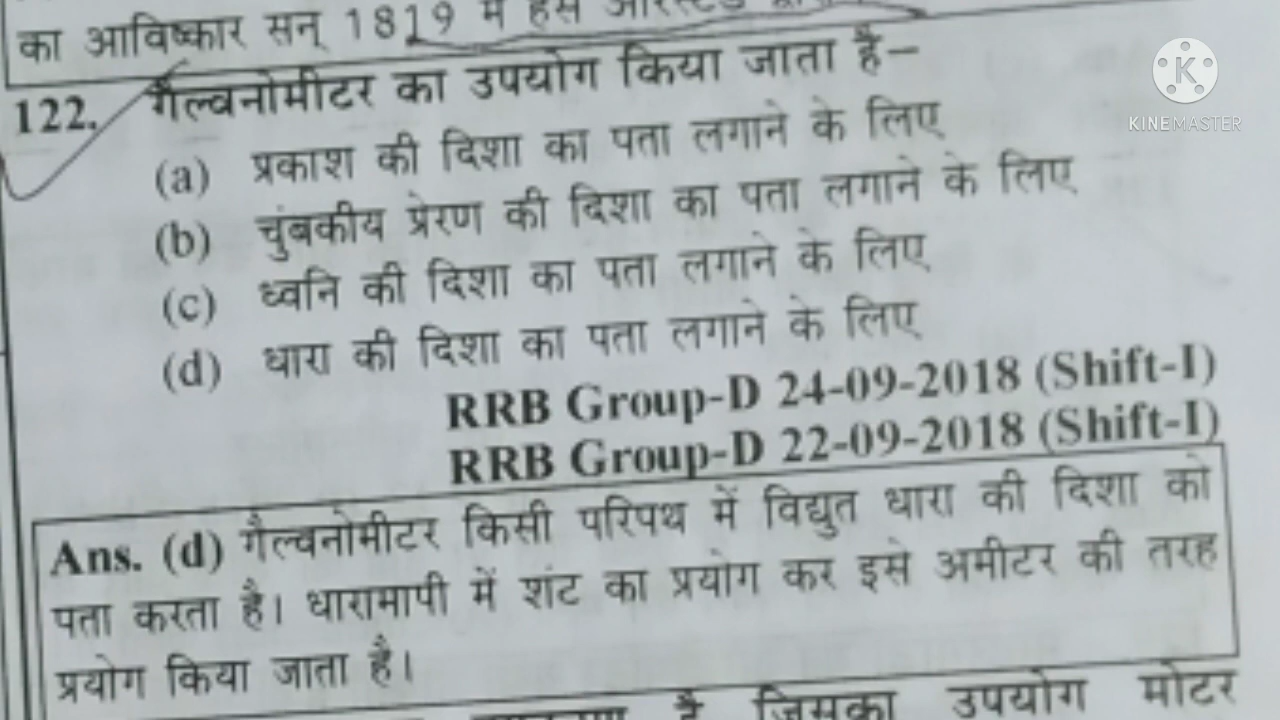 का आविष्कार सन् 1819 में हंस
122. गैल्वनोमीटर का उपयोग किया जाता है–
(a) प्रकाश की दिशा का पता लगाने के लिए
(b) चुंबकीय प्रेरण की दिशा का पता लगाने के लिए
(c) ध्वनि की दिशा का पता लगाने के लिए
(d) धारा की दिशा का पता लगाने के लिए
RRB Group-D 24-09-2018 (Shift-I)
RRB Group-D 22-09-2018 (Shift-I)
Ans. (d) गैल्वनोमीटर किसी परिपथ में विद्युत धारा की दिशा को
पता करता है। धारामापी में शंट का प्रयोग कर इसे अमीटर की तरह
प्रयोग किया जाता है।
है जिसका उपयोग मोटर
K
KINEMASTER